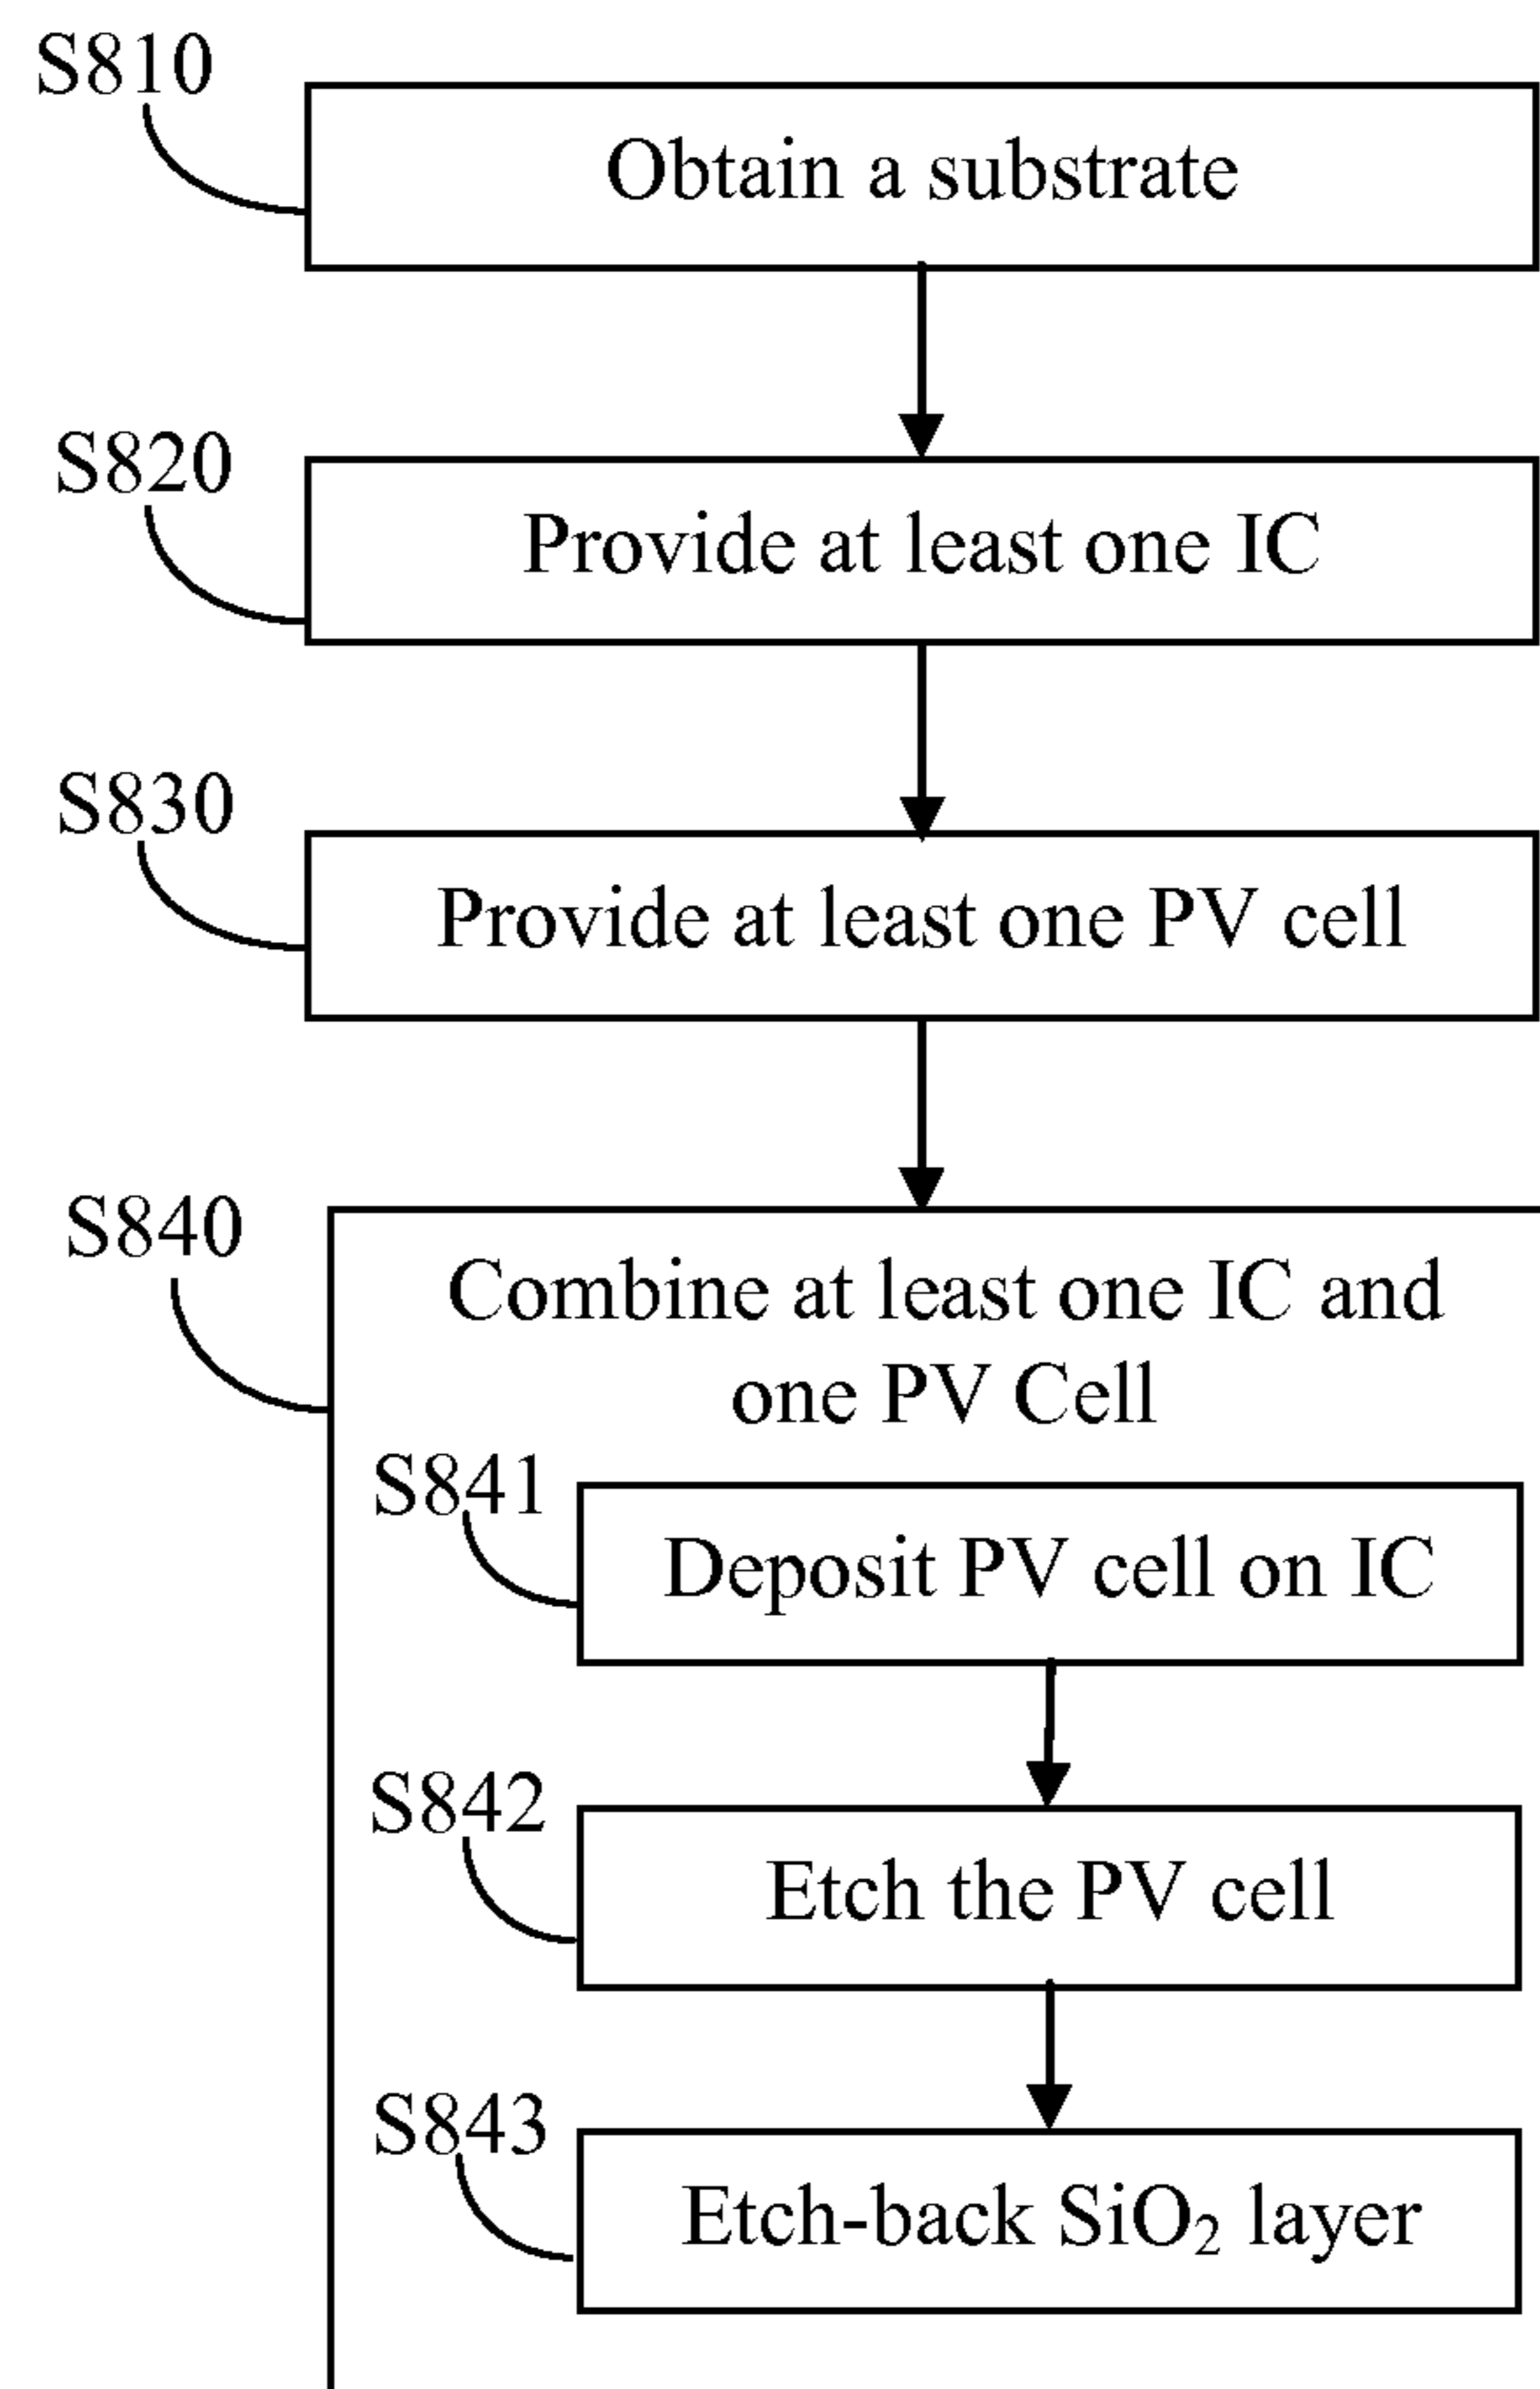 S810
Obtain a substrate
S820
Provide at least one IC
S830
Provide at least one PV cell
S840
Combine at least one IC and
one PV Cell
S841
Deposit PV cell on IC
S842
Etch the PV cell
S843
Etch-back SiO₂ layer